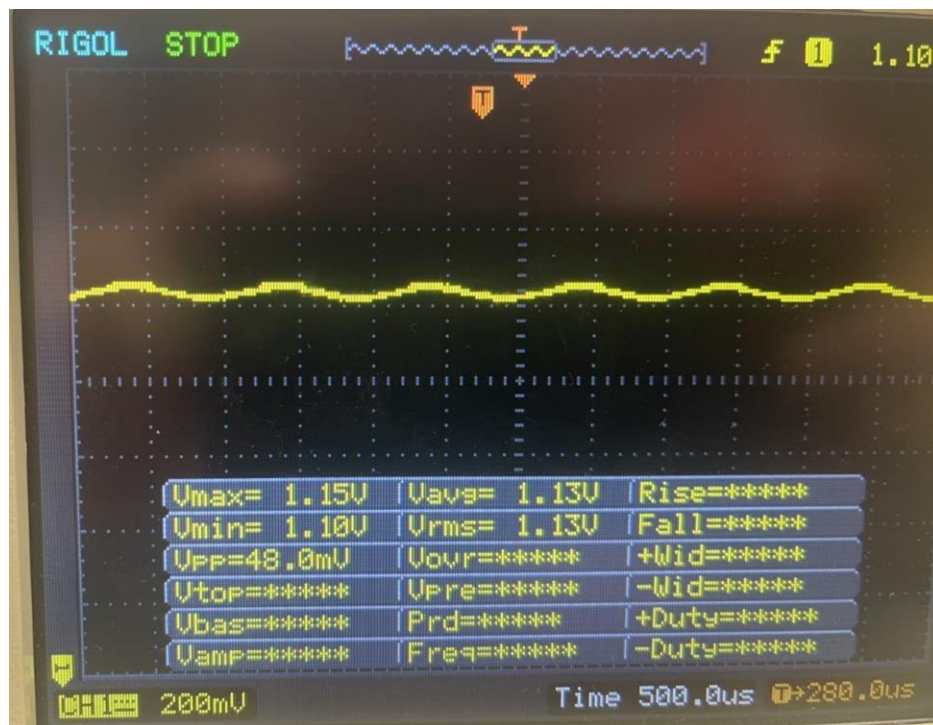 RIGOL STOP T f 1 1.10
T
Vmax= 1.15V Vavg= 1.13V Rise=*****
Vmin= 1.10V Vrms= 1.13V Fall=*****
Vpp=48.0mV Vovr=***** +Wid=*****
Vtop=***** Vpre=***** -Wid=*****
Vbas=***** Prd=***** +Duty=*****
Vamp=***** Freq=***** -Duty=*****
CH1 200mV Time 500.0us T→280.0us